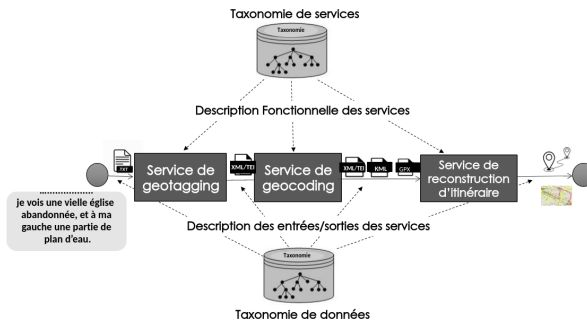 Taxonomie de services
Taxonomie
Description Fonctionnelle des services
.TXT
Service de
geotagging
XML/TEI
Service de
geocoding
XML/TEI
KML
GPX
Service de
reconstruction
d'itinéraire
je vois une vielle église
abandonnée, et à ma
gauche une partie de
plan d'eau.
Description des entrées/sorties des services
Taxonomie
Taxonomie de données